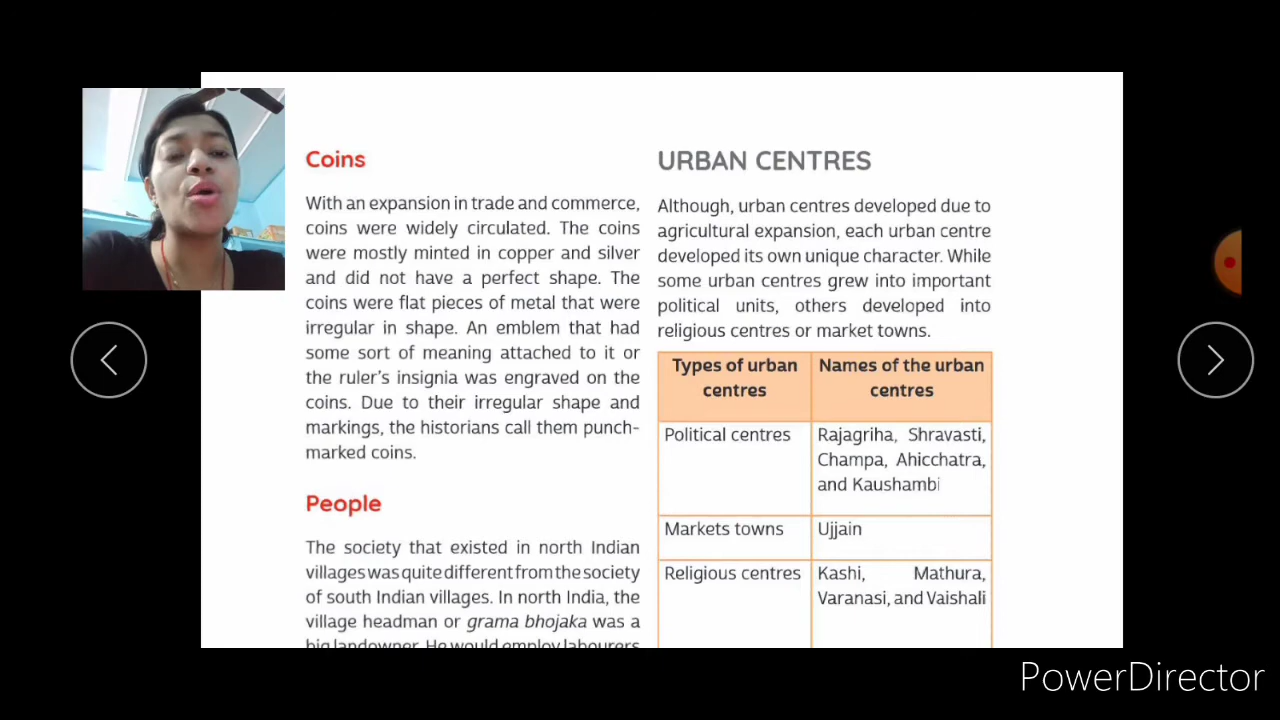 Coins
With an expansion in trade and commerce,
coins were widely circulated. The coins
were mostly minted in copper and silver
and did not have a perfect shape. The
coins were flat pieces of metal that were
irregular in shape. An emblem that had
some sort of meaning attached to it or
the ruler's insignia was engraved on the
coins. Due to their irregular shape and
markings, the historians call them punch-
marked coins.
People
The society that existed in north Indian
villages was quite different from the society
of south Indian villages. In north India, the
village headman or grama bhojaka was a
big landowner. He would employ labourers
URBAN CENTRES
Although, urban centres developed due to
agricultural expansion, each urban centre
developed its own unique character. While
some urban centres grew into important
political units, others developed into
religious centres or market towns.
Types of urban
centres
Names of the urban
centres
Political centres
Rajagriha, Shravasti,
Champa, Ahicchatra,
and Kaushambi
Markets towns
Ujjain
Religious centres
Kashi, Mathura,
Varanasi, and Vaishali
PowerDirector